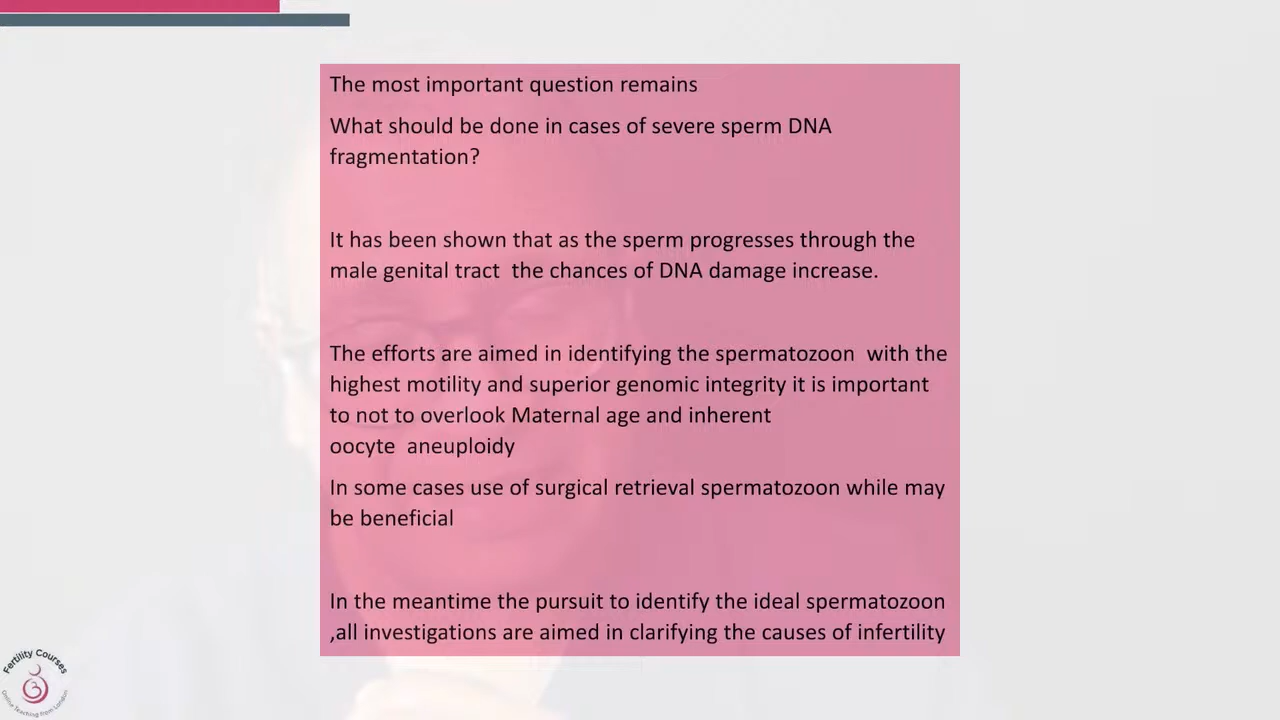 The most important question remains
What should be done in cases of severe sperm DNA
fragmentation?
It has been shown that as the sperm progresses through the
male genital tract  the chances of DNA damage increase.
The efforts are aimed in identifying the spermatozoon  with the
highest motility and superior genomic integrity it is important
to not to overlook Maternal age and inherent
oocyte  aneuploidy
In some cases use of surgical retrieval spermatozoon while may
be beneficial
In the meantime the pursuit to identify the ideal spermatozoon
,all investigations are aimed in clarifying the causes of infertility
Fertility Courses
Online Teaching from London